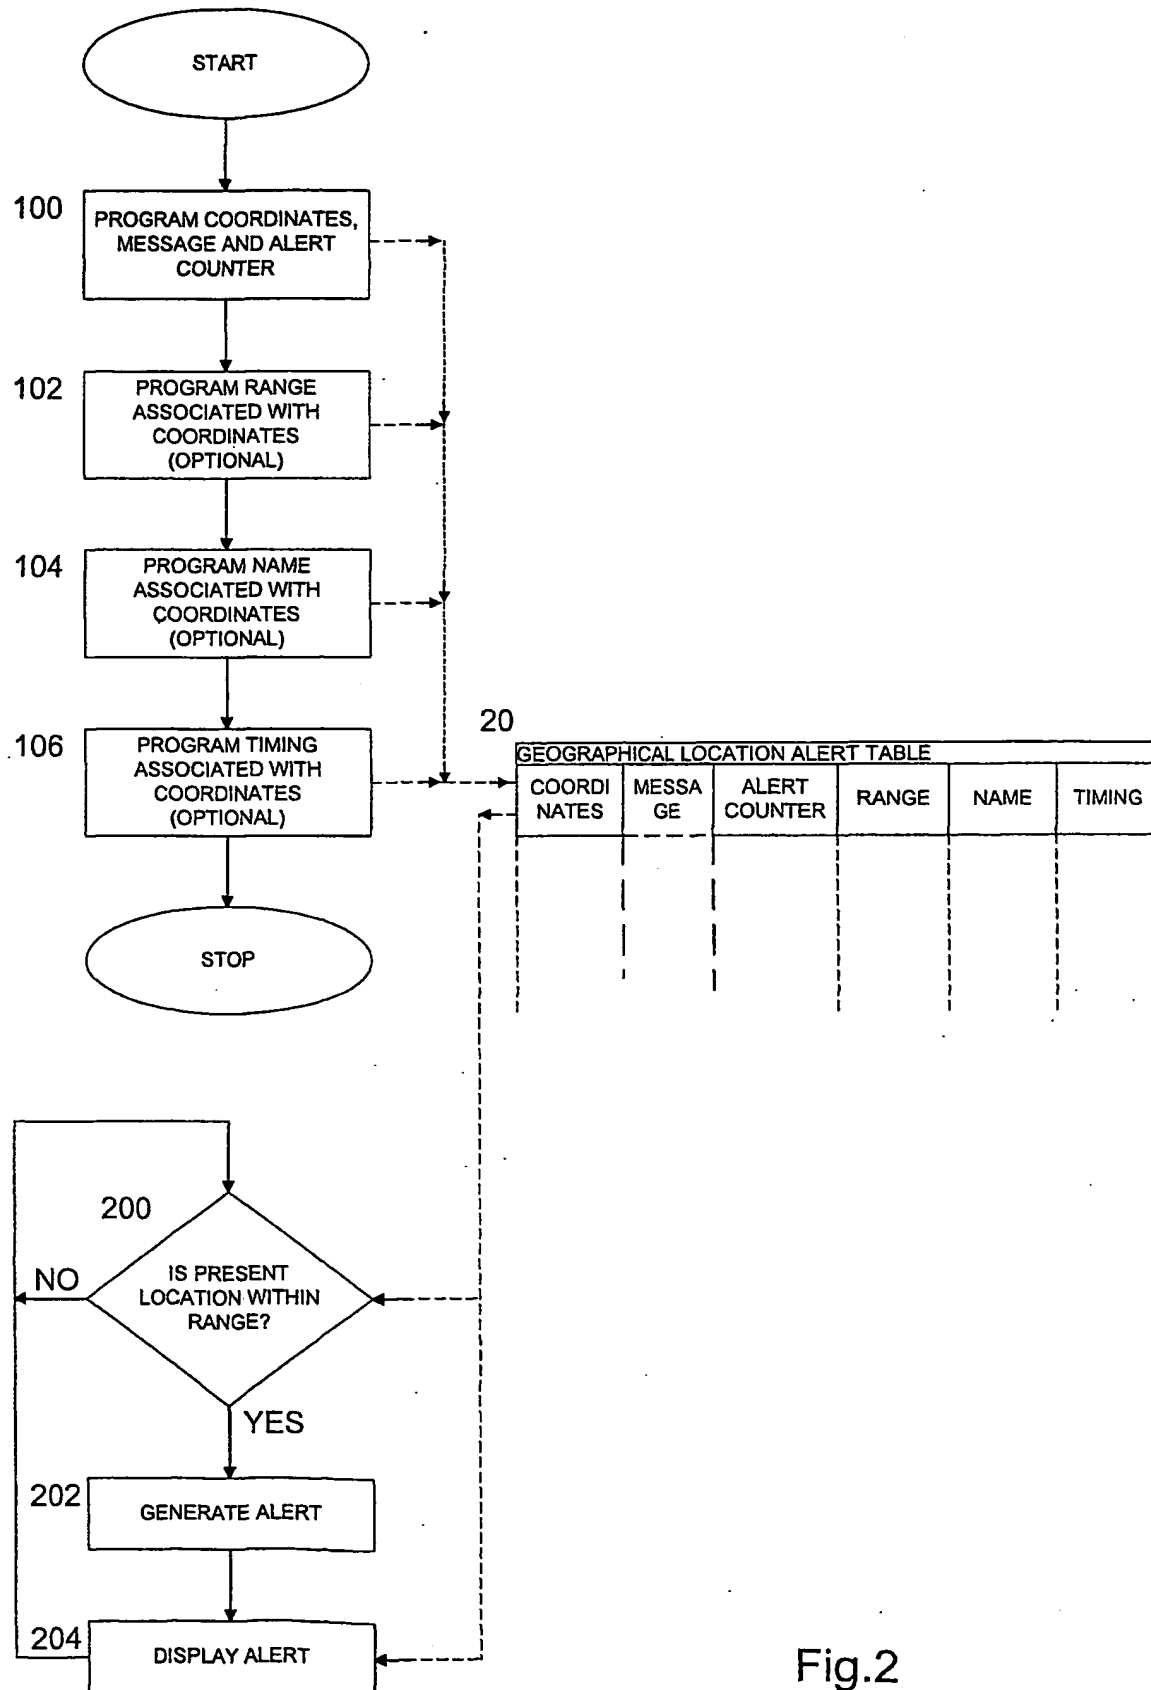 START
100
PROGRAM COORDINATES,
MESSAGE AND ALERT
COUNTER
102
PROGRAM RANGE
ASSOCIATED WITH
COORDINATES
(OPTIONAL)
104
PROGRAM NAME
ASSOCIATED WITH
COORDINATES
(OPTIONAL)
106
PROGRAM TIMING
ASSOCIATED WITH
COORDINATES
(OPTIONAL)
STOP
20
GEOGRAPHICAL LOCATION ALERT TABLE
COORDI
NATES
MESSA
GE
ALERT
COUNTER
RANGE
NAME
TIMING
200
IS PRESENT
LOCATION WITHIN
RANGE?
NO
YES
202
GENERATE ALERT
204
DISPLAY ALERT
Fig.2